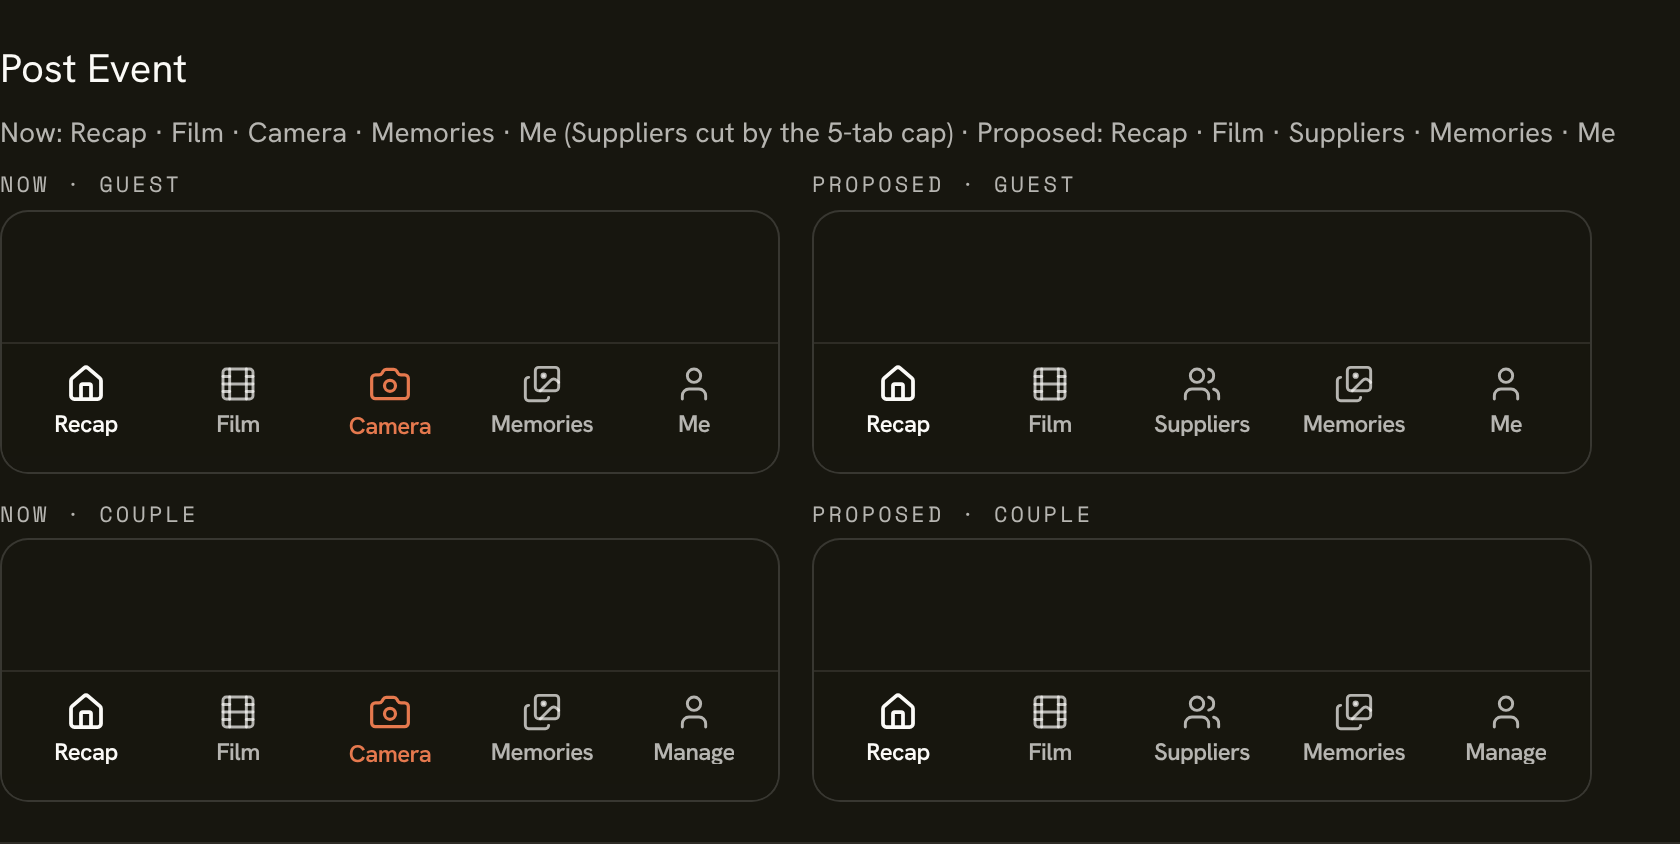 Post Event
Now: Recap · Film · Camera · Memories · Me (Suppliers cut by the 5-tab cap) · Proposed: Recap · Film · Suppliers · Memories · Me
NOW · GUEST
Recap Film Camera Memories Me
PROPOSED · GUEST
Recap Film Suppliers Memories Me
NOW · COUPLE
Recap Film Camera Memories Manage
PROPOSED · COUPLE
Recap Film Suppliers Memories Manage